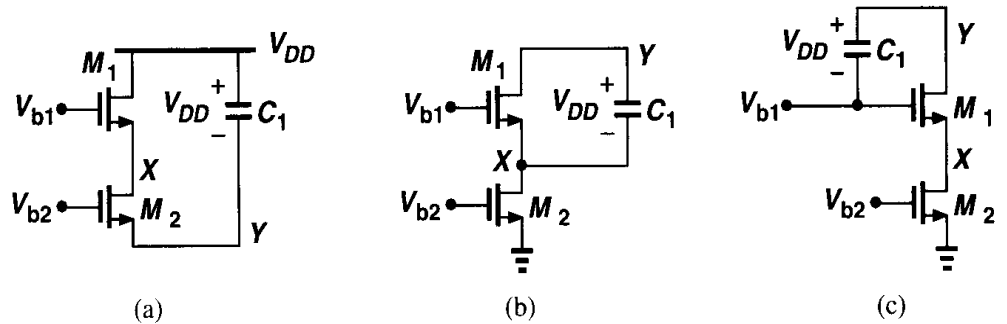 V_DD
M_1
V_b1
+
V_DD
–
C_1
X
V_b2
M_2
Y
(a)
M_1
Y
V_b1
+
V_DD
–
C_1
X
V_b2
M_2
(b)
+
V_DD
–
C_1
Y
V_b1
M_1
X
V_b2
M_2
(c)